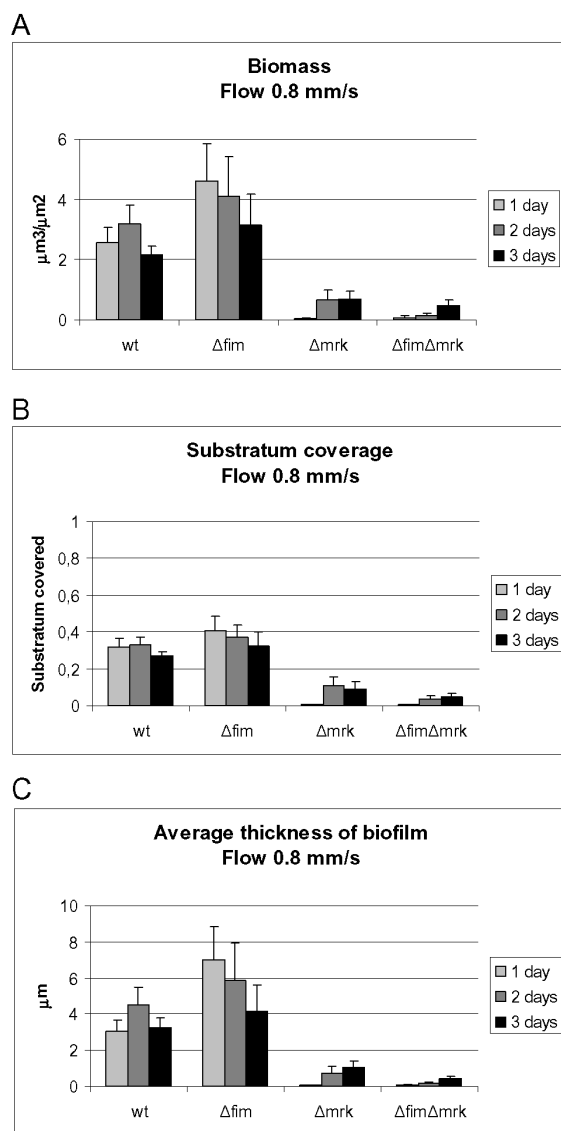 A
Biomass
Flow 0.8 mm/s
6
4
2
0
μm3/μm2
wt
Δfim
Δmrk
ΔfimΔmrk
1 day
2 days
3 days
B
Substratum coverage
Flow 0.8 mm/s
1
0,8
0,6
0,4
0,2
0
Substratum covered
wt
Δfim
Δmrk
ΔfimΔmrk
1 day
2 days
3 days
C
Average thickness of biofilm
Flow 0.8 mm/s
10
8
6
4
2
0
μm
wt
Δfim
Δmrk
ΔfimΔmrk
1 day
2 days
3 days